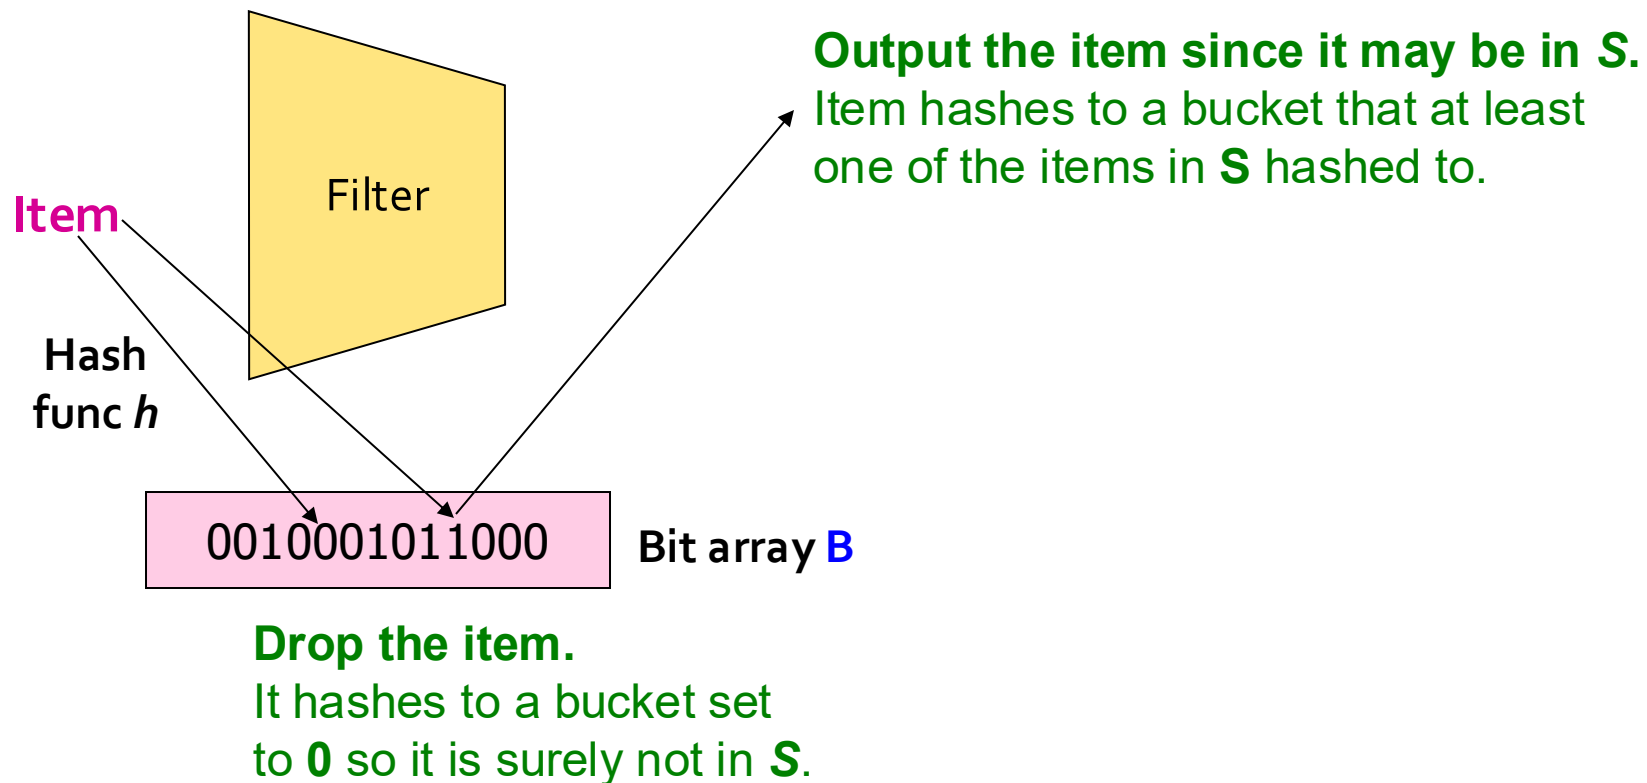 Output the item since it may be in S.
Item hashes to a bucket that at least
one of the items in S hashed to.
Filter
Item
Hash
func h
0010001011000
Bit array B
Drop the item.
It hashes to a bucket set
to 0 so it is surely not in S.